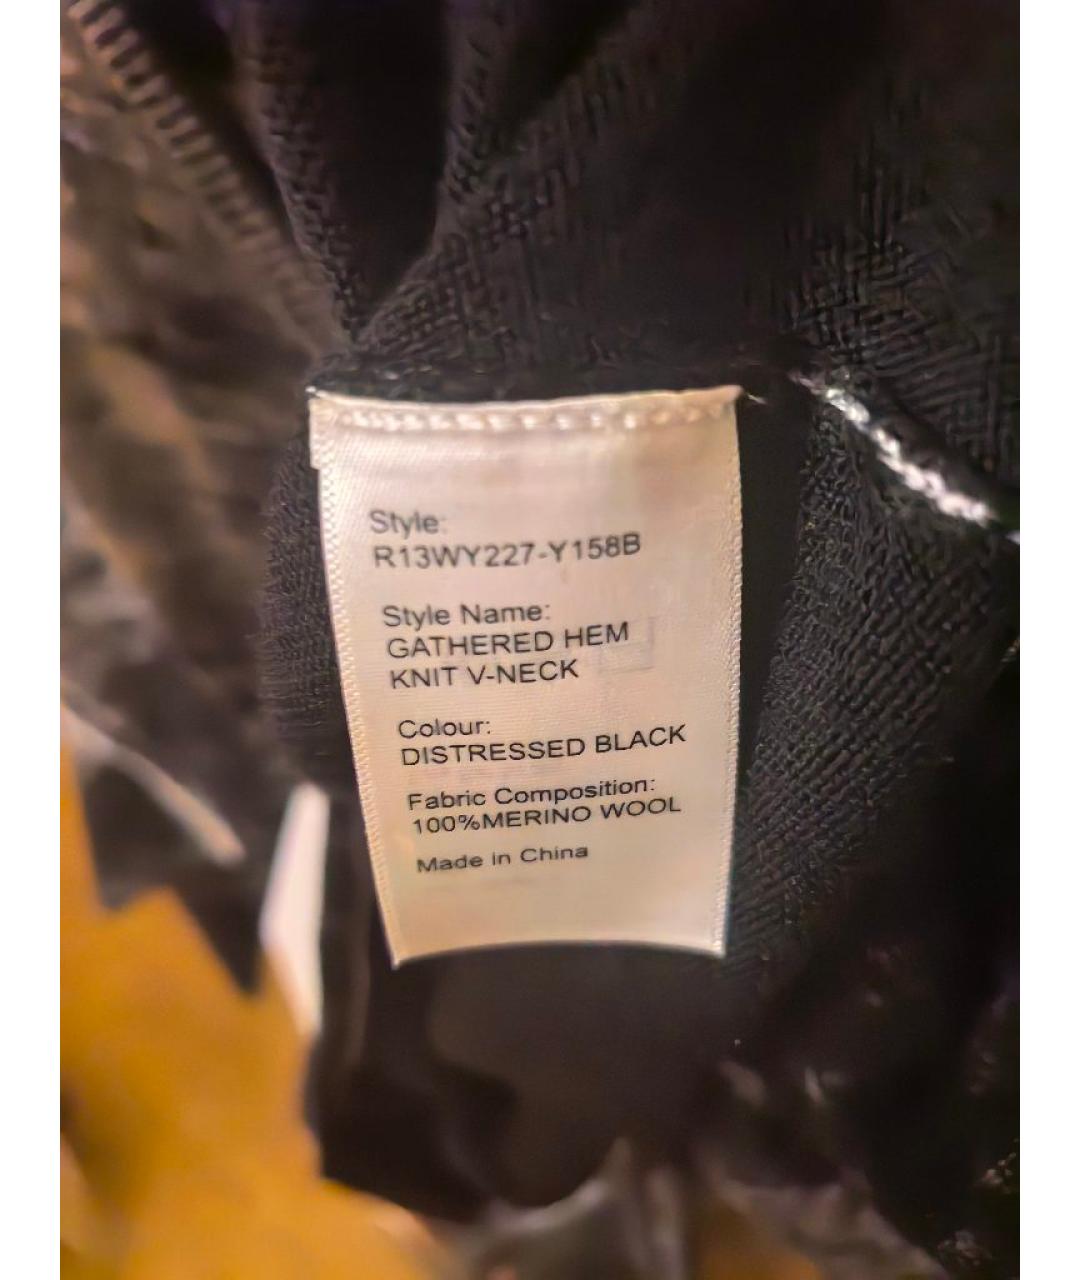 Style:
R13WY227-Y158B
Style Name:
GATHERED HEM
KNIT V-NECK
Colour:
DISTRESSED BLACK
Fabric Composition:
100%MERINO WOOL
Made in China